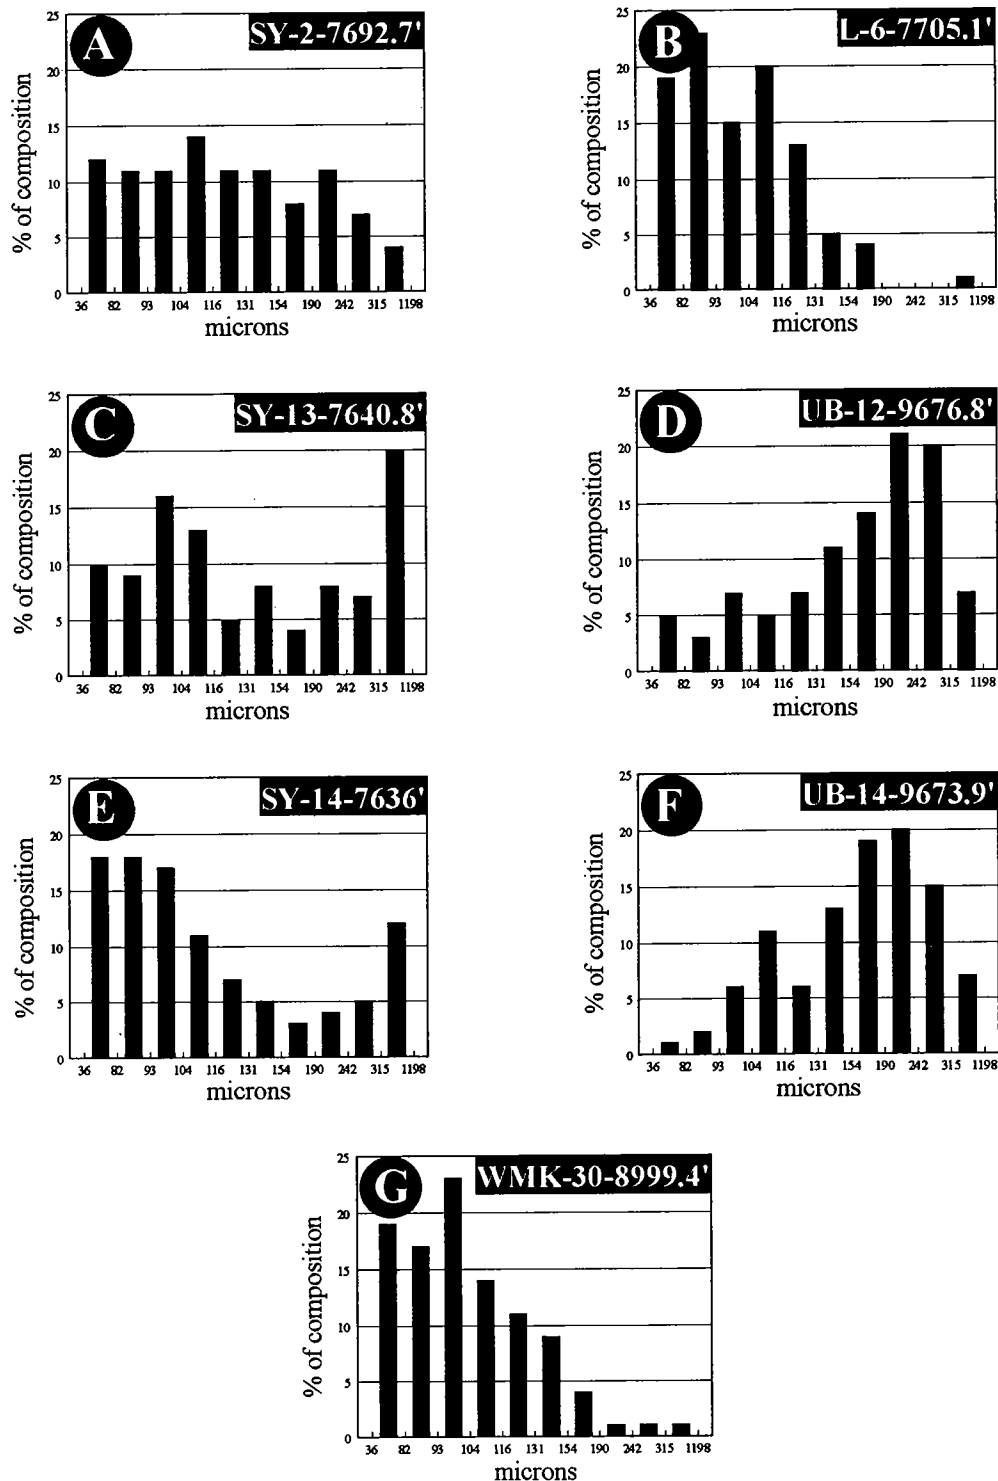 A
SY-2-7692.7'
% of composition
25
20
15
10
5
0
36 82 93 104 116 131 154 190 242 315 1198
microns
B
L-6-7705.1'
% of composition
25
20
15
10
5
0
36 82 93 104 116 131 154 190 242 315 1198
microns
C
SY-13-7640.8'
% of composition
25
20
15
10
5
0
36 82 93 104 116 131 154 190 242 315 1198
microns
D
UB-12-9676.8'
% of composition
25
20
15
10
5
0
36 82 93 104 116 131 154 190 242 315 1198
microns
E
SY-14-7636'
% of composition
25
20
15
10
5
0
36 82 93 104 116 131 154 190 242 315 1198
microns
F
UB-14-9673.9'
% of composition
25
20
15
10
5
0
36 82 93 104 116 131 154 190 242 315 1198
microns
G
WMK-30-8999.4'
% of composition
25
20
15
10
5
0
36 82 93 104 116 131 154 190 242 315 1198
microns